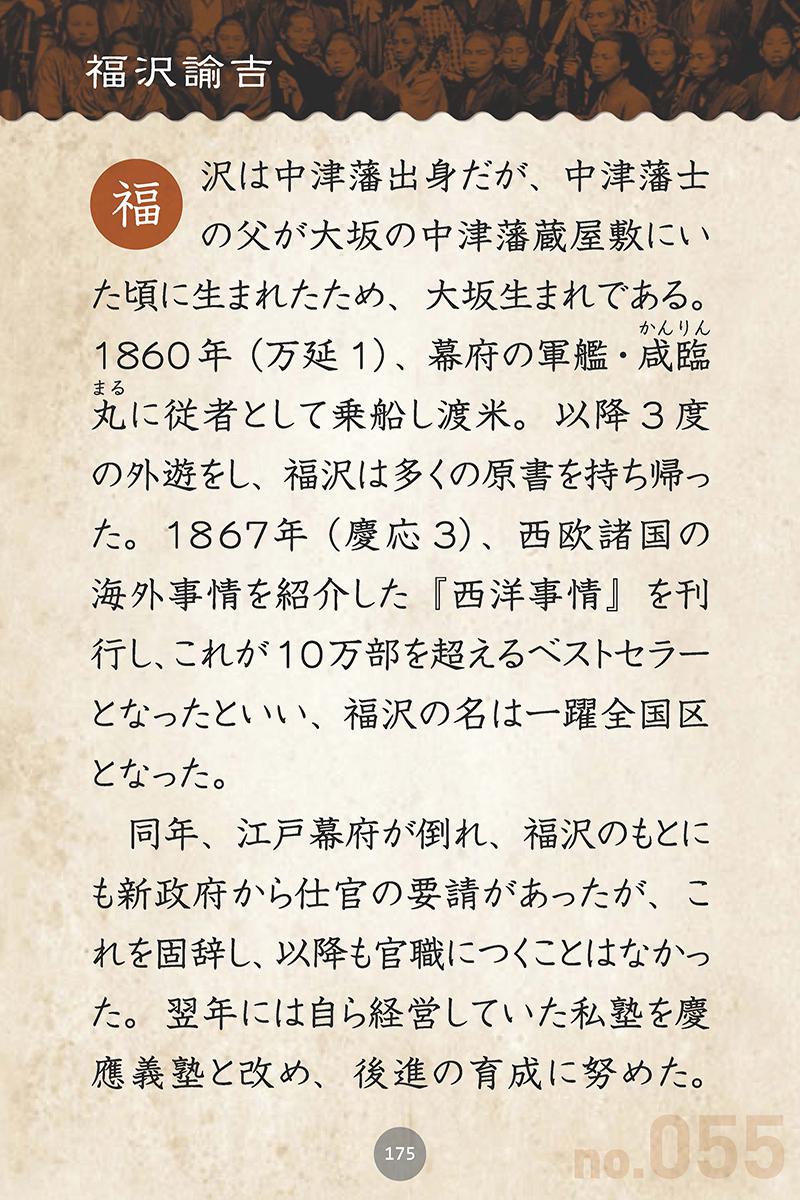 福沢諭吉
福沢は中津藩出身だが、中津藩士
の父が大坂の中津藩蔵屋敷にい
た頃に生まれたため、大坂生まれである。
かんりん
1860年（万延1）、幕府の軍艦・咸臨
まる
丸に従者として乗船し渡米。以降3度
の外遊をし、福沢は多くの原書を持ち帰っ
た。1867年（慶応3）、西欧諸国の
海外事情を紹介した『西洋事情』を刊
行し、これが10万部を超えるベストセラー
となったといい、福沢の名は一躍全国区
となった。
同年、江戸幕府が倒れ、福沢のもとに
も新政府から仕官の要請があったが、こ
れを固辞し、以降も官職につくことはなかっ
た。翌年には自ら経営していた私塾を慶
應義塾と改め、後進の育成に努めた。
175
no.055